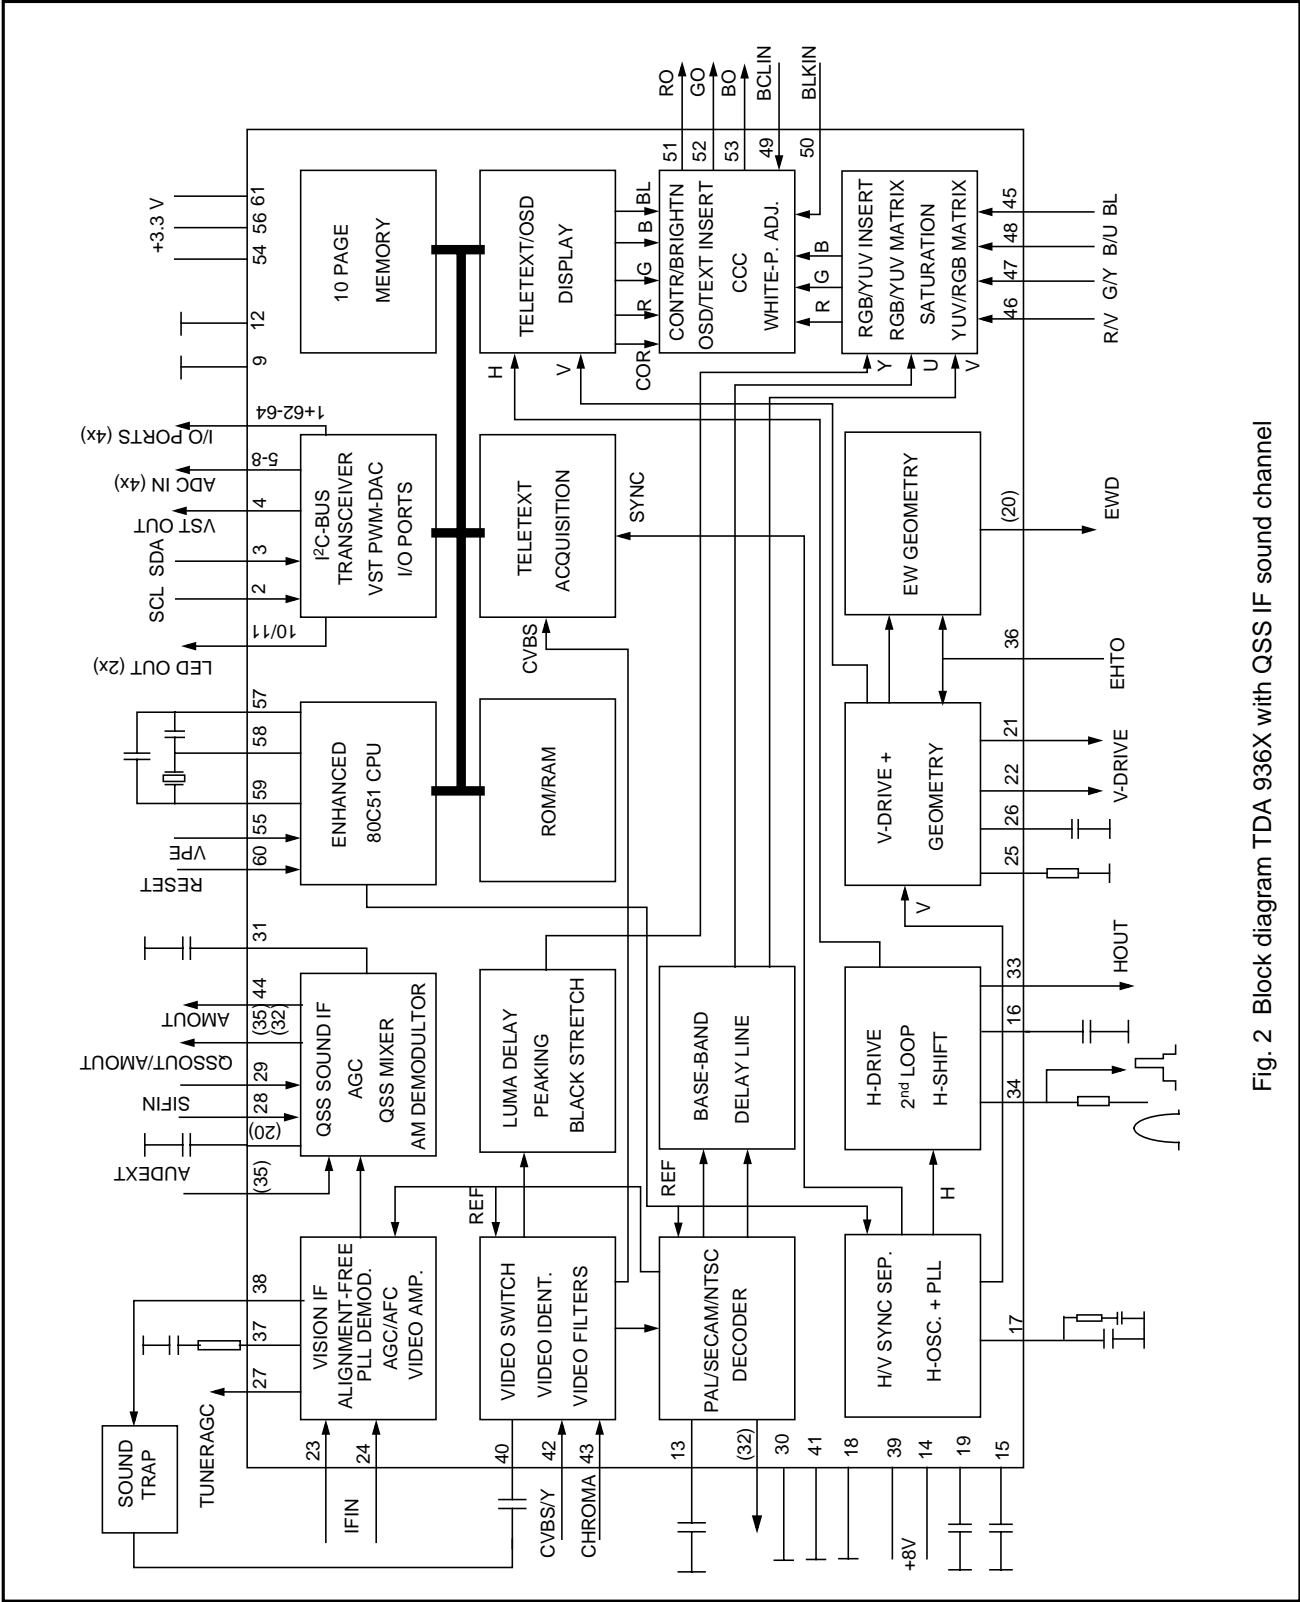 +3.3 V
54
56
61
12
9
I/O PORTS (4x)
1+62-64
ADC IN (4x)
5-8
VST OUT
4
SDA
3
SCL
2
LED OUT (2x)
10/11
57
58
59
55
VPE
60
RESET
31
44
AMOUT
(35)
(32)
QSSOUT/AMOUT
29
28
SIFIN
(20)
AUDEXT
(35)
38
37
27
TUNERAGC
SOUND
TRAP
23
24
IFIN
10 PAGE
MEMORY
I²C-BUS
TRANSCEIVER
VST PWM-DAC
I/O PORTS
ENHANCED
80C51 CPU
QSS SOUND IF
AGC
QSS MIXER
AM DEMODULTOR
VISION IF
ALIGNMENT-FREE
PLL DEMOD.
AGC/AFC
VIDEO AMP.
TELETEXT/OSD
DISPLAY
H
V
TELETEXT
ACQUISITION
CVBS
SYNC
ROM/RAM
LUMA DELAY
PEAKING
BLACK STRETCH
REF
VIDEO SWITCH
VIDEO IDENT.
VIDEO FILTERS
40
42
CVBS/Y
43
CHROMA
COR
R
G
B
BL
CONTR/BRIGHTN
OSD/TEXT INSERT
CCC
WHITE-P. ADJ.
RO
51
GO
52
BO
53
BCLIN
49
BLKIN
50
R
G
B
BASE-BAND
DELAY LINE
REF
PAL/SECAM/NTSC
DECODER
13
(32)
30
41
18
39
14
+8V
19
15
RGB/YUV INSERT
RGB/YUV MATRIX
SATURATION
YUV/RGB MATRIX
Y
U
V
46
47
48
45
R/V
G/Y
B/U
BL
EW GEOMETRY
(20)
EWD
36
EHTO
V-DRIVE +
GEOMETRY
V
21
22
V-DRIVE
26
25
H-DRIVE
2nd LOOP
H-SHIFT
33
HOUT
16
34
H
H/V SYNC SEP.
H-OSC. + PLL
17
Fig. 2 Block diagram TDA 936X with QSS IF sound channel